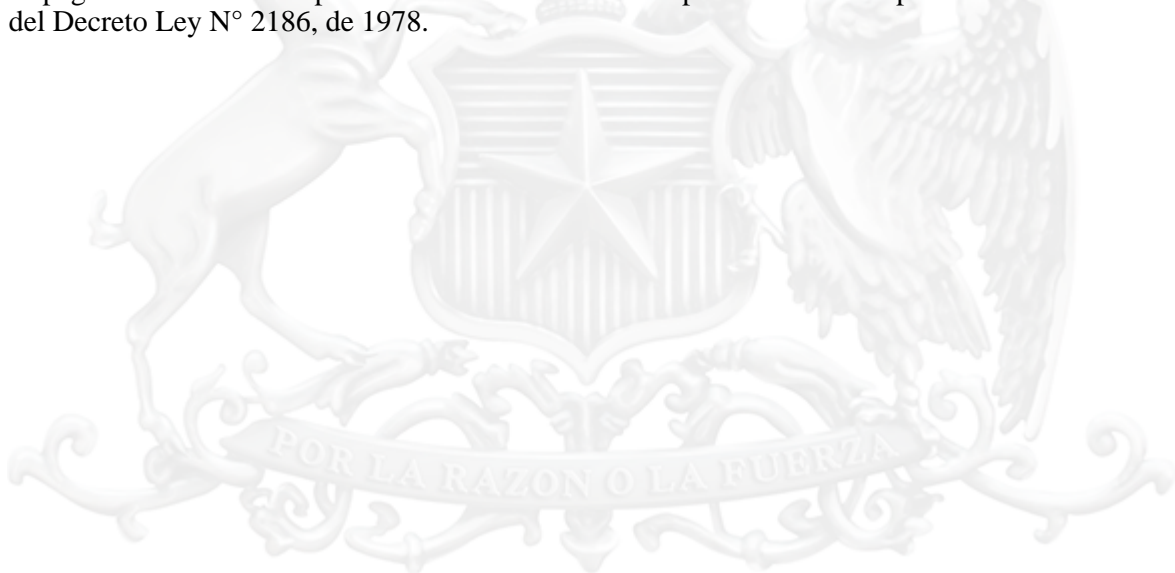 del Decreto Ley N° 2186, de 1978.
POR LA RAZON O LA FUERZA